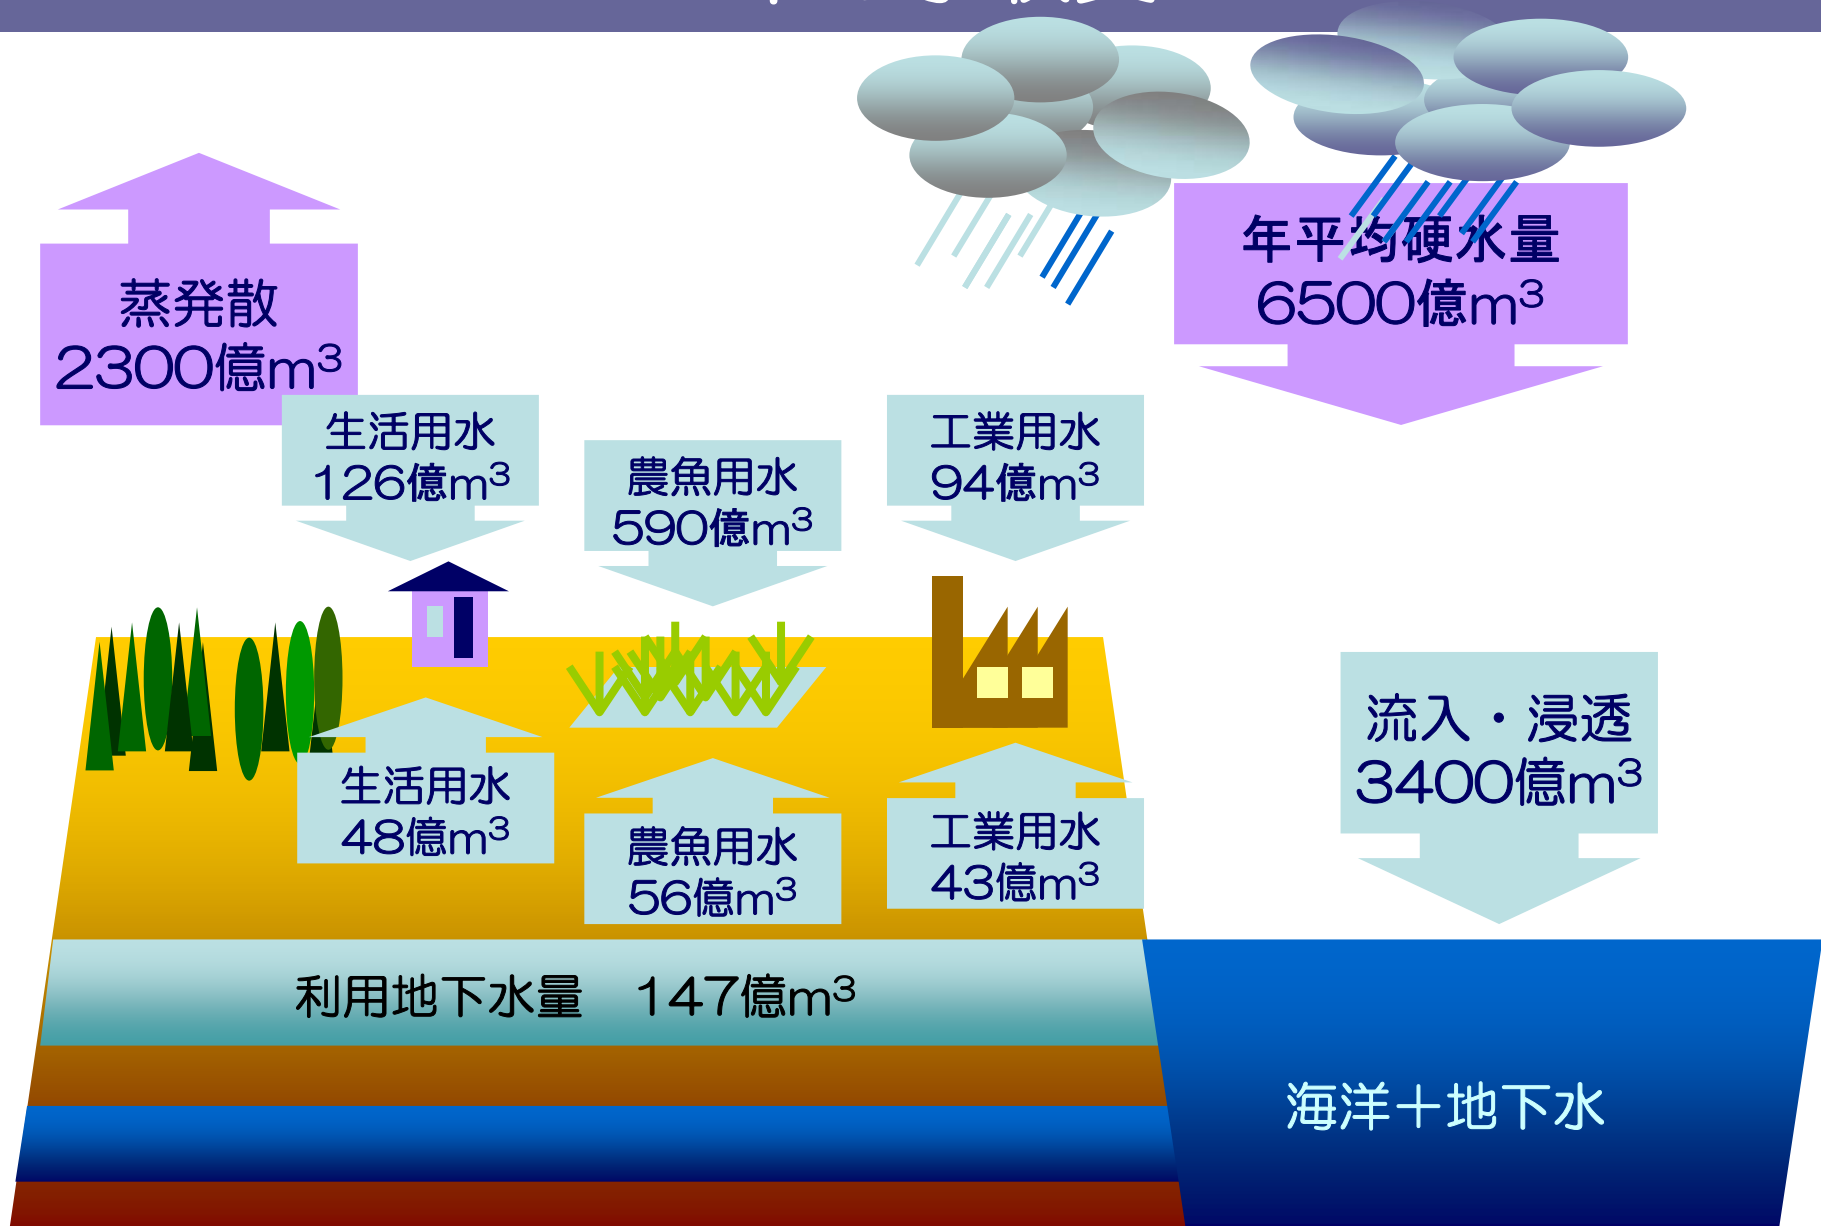 年平均硬水量
6500億m³
蒸発散
2300億m³
生活用水
126億m³
農魚用水
590億m³
工業用水
94億m³
流入・浸透
3400億m³
生活用水
48億m³
農魚用水
56億m³
工業用水
43億m³
利用地下水量　147億m³
海洋＋地下水